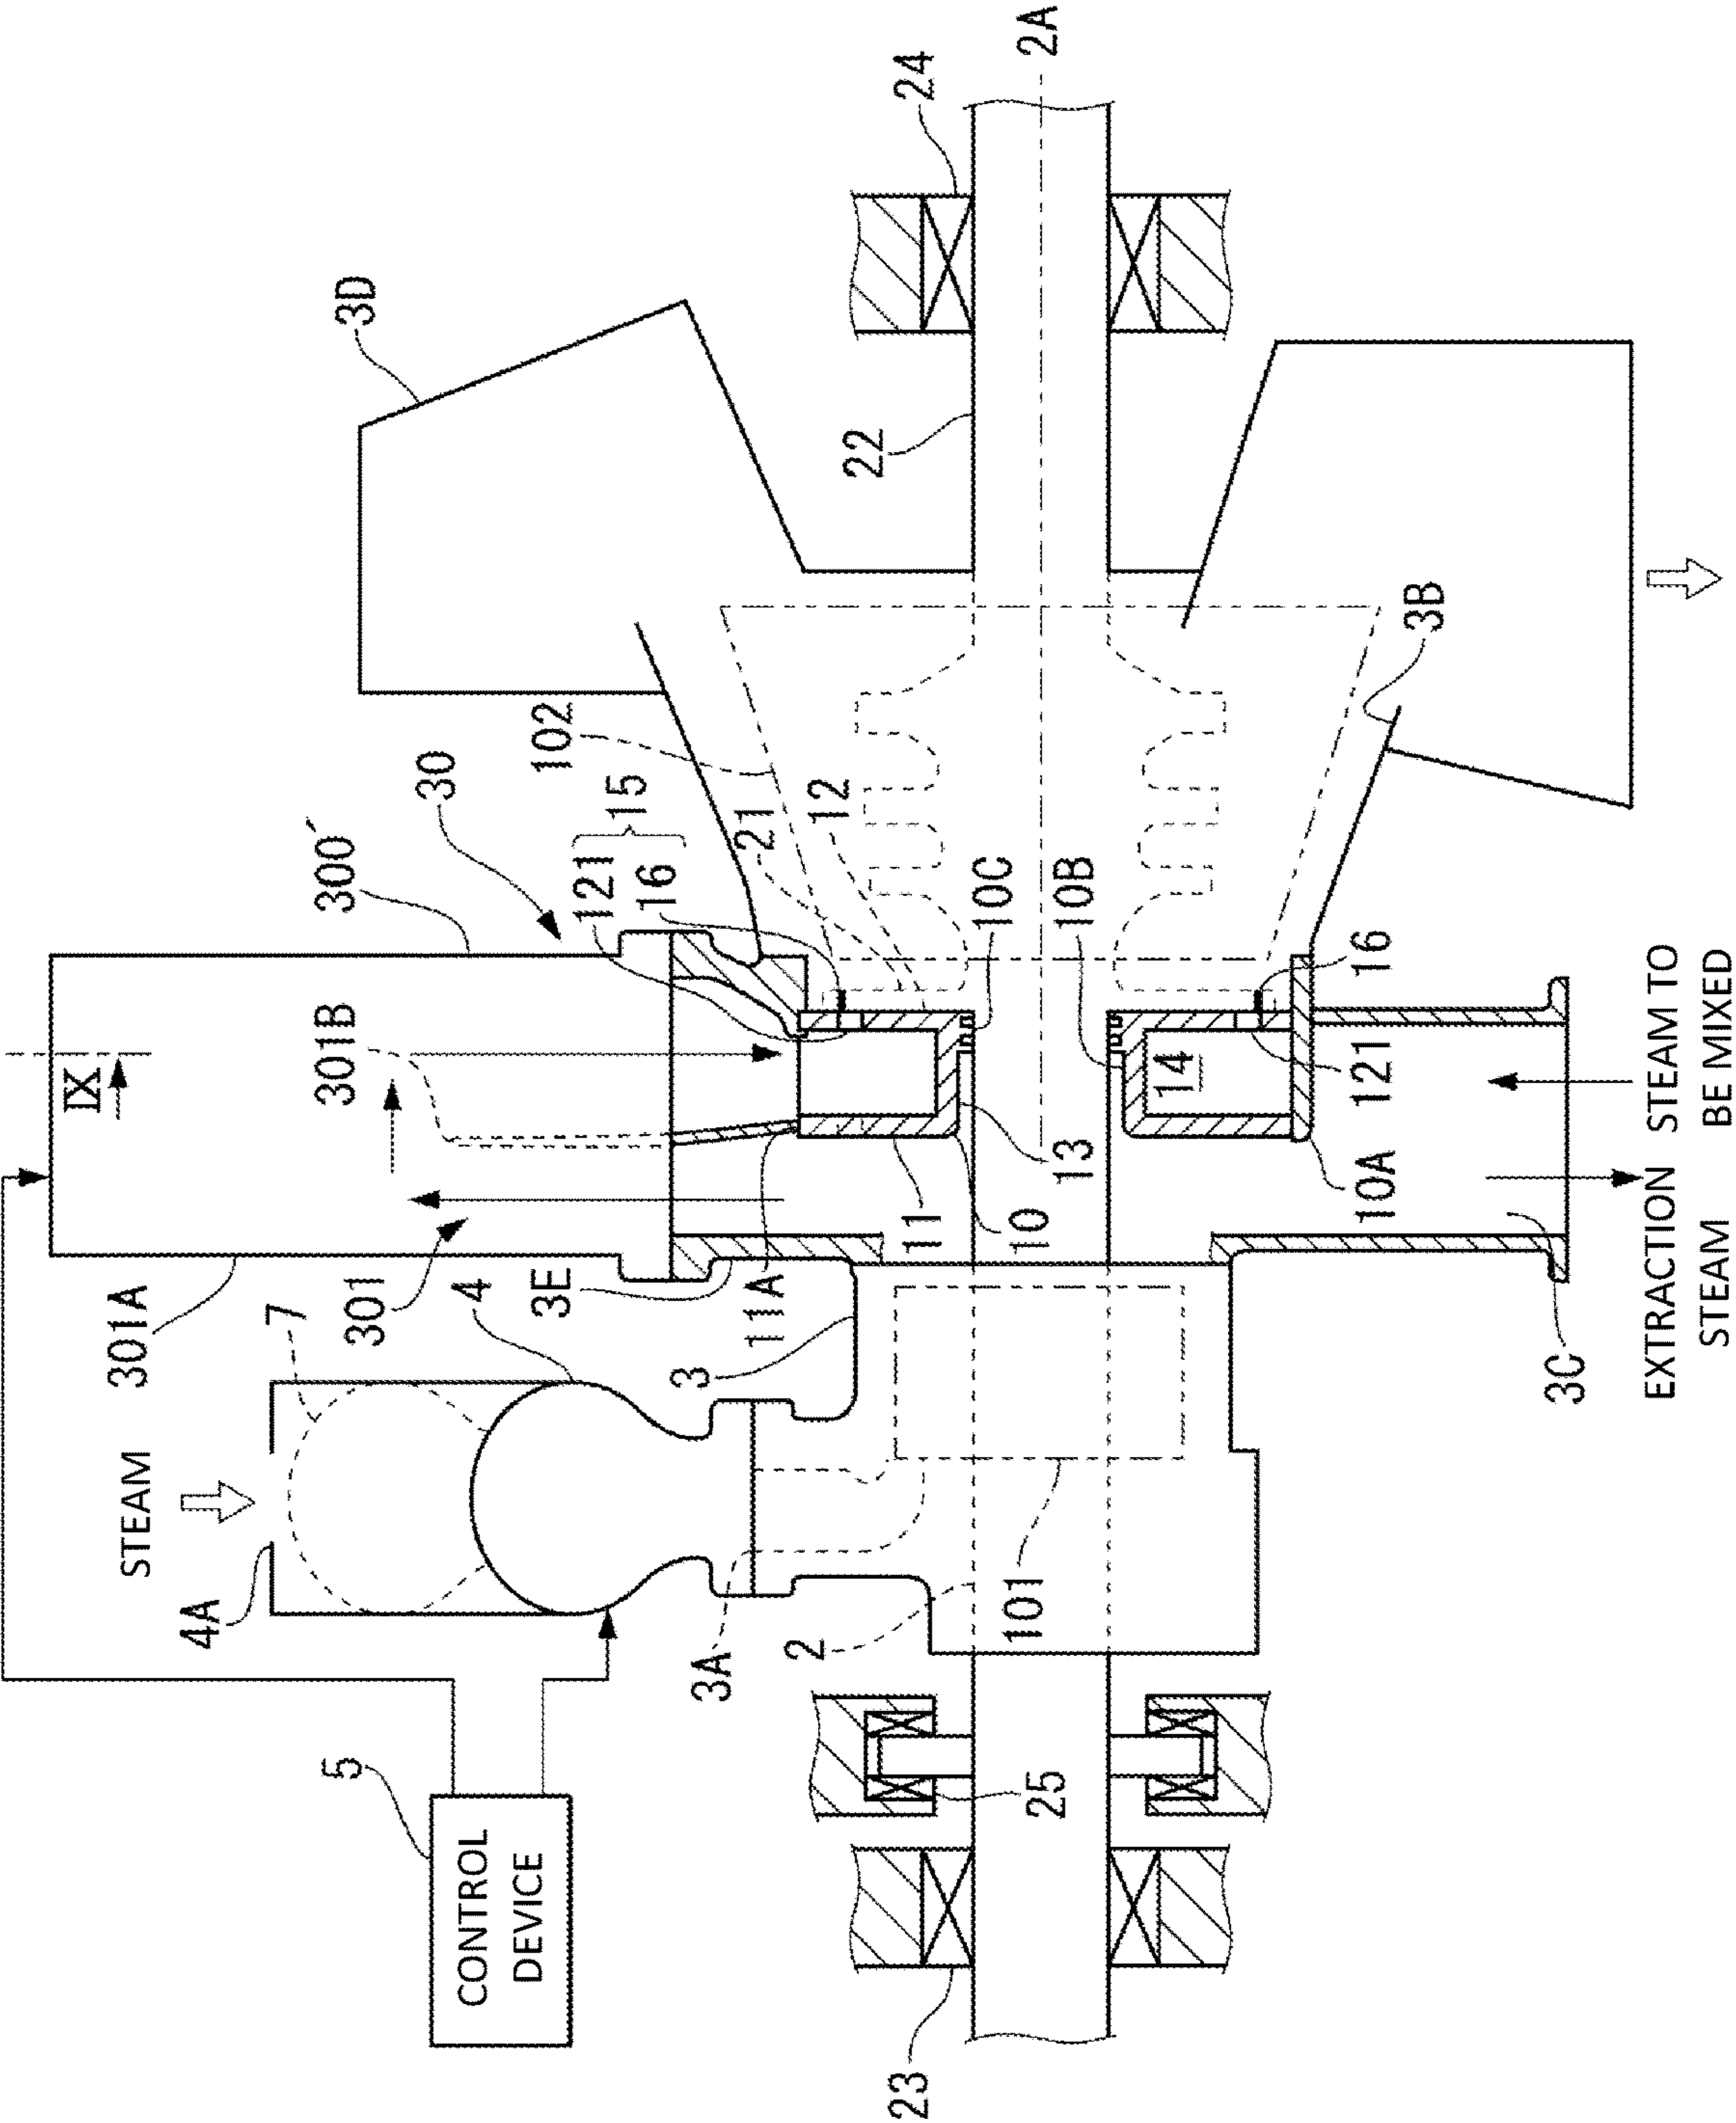 IX
STEAM
301A
4A
7
5
301
301B
300´
3D
30
CONTROL
DEVICE
4
3E
102
121
15
16
3A
3
11A
21
2
12
22
23
11
24
10C
101
10
25
2A
13
10B
14
10A
121
16
3B
3C
EXTRACTION
STEAM
STEAM TO
BE MIXED